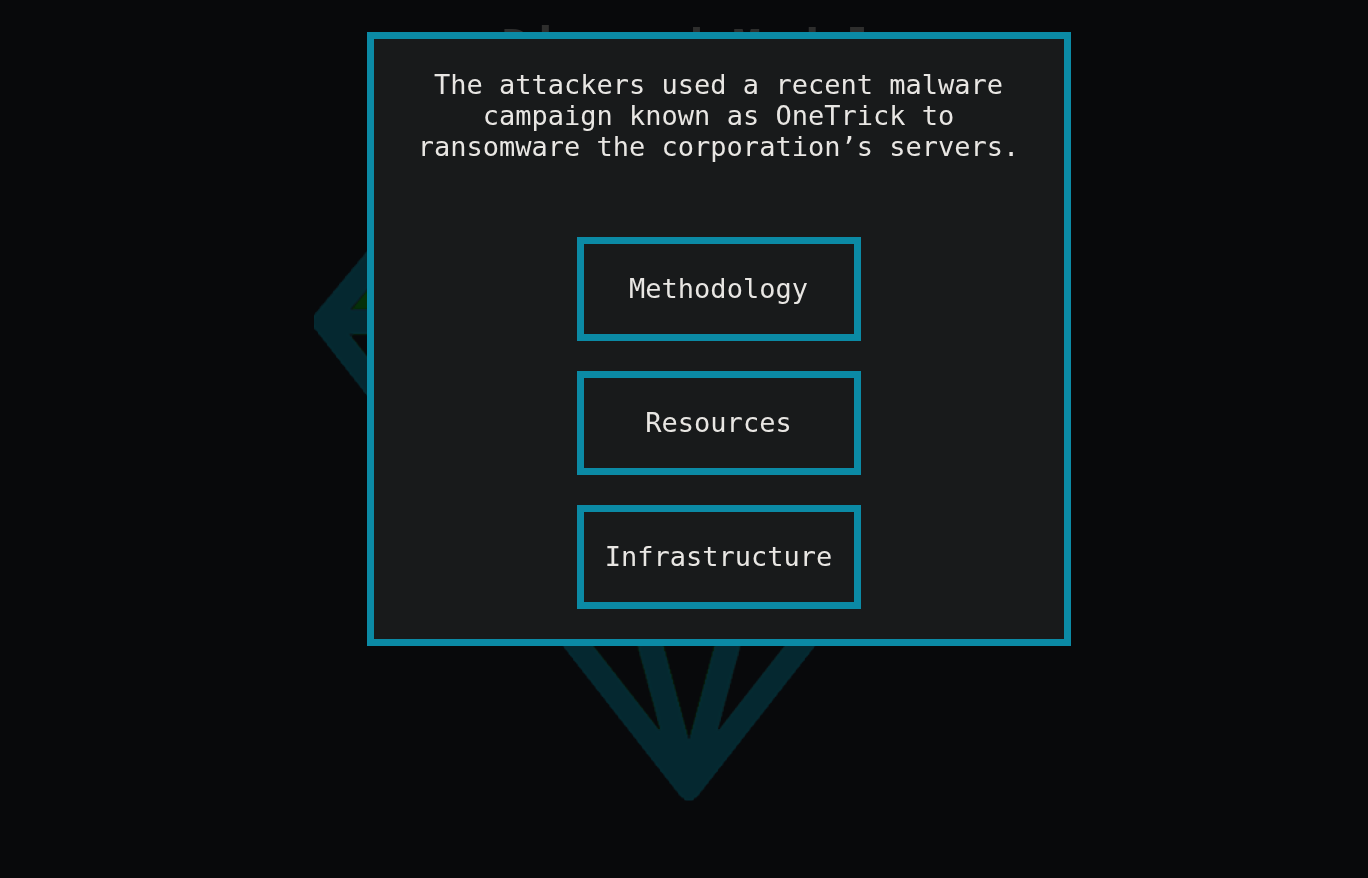 The attackers used a recent malware
campaign known as OneTrick to
ransomware the corporation’s servers.
Methodology
Resources
Infrastructure